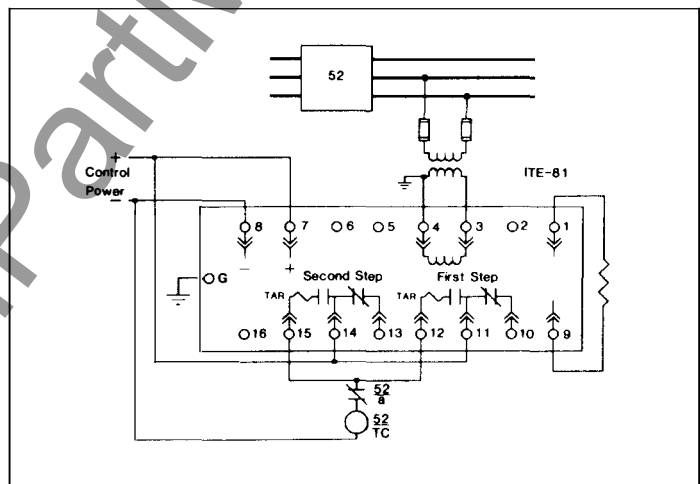 52
ITE-81
+
Control
Power
−
8 7 6 5 4 3 2 1
− +
G
Second Step First Step
TAR TAR
16 15 14 13 12 11 10 9
52
a
52
TC